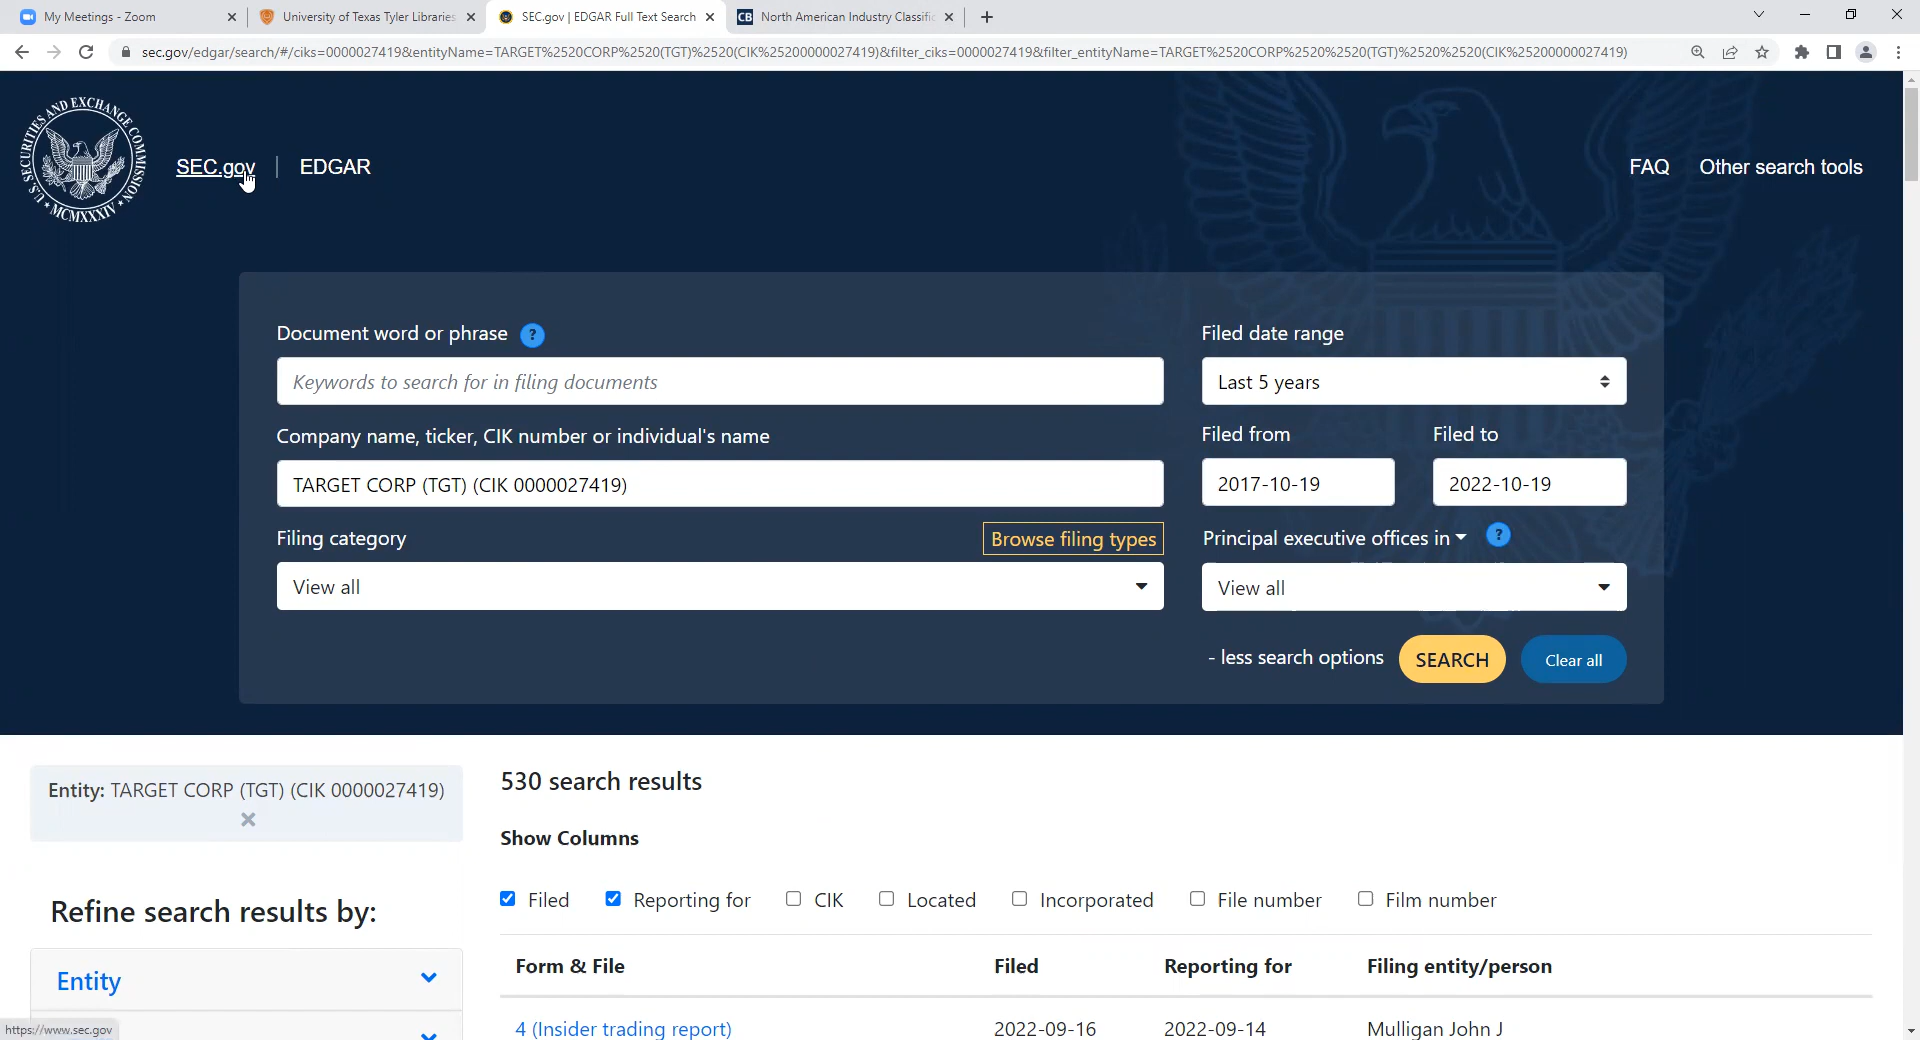 My Meetings - Zoom
University of Texas Tyler Libraries
SEC.gov | EDGAR Full Text Search
CB North American Industry Classific
sec.gov/edgar/search/#/ciks=0000027419&entityName=TARGET%2520CORP%2520(TGT)%2520(CIK%25200000027419)&filter_ciks=0000027419&filter_entityName=TARGET%2520CORP%2520%2520(TGT)%2520%2520(CIK%25200000027419)
U.S. SECURITIES AND EXCHANGE COMMISSION
MCMXXXIV
SEC.gov | EDGAR
FAQ Other search tools
Document word or phrase ?
Filed date range
Keywords to search for in filing documents
Last 5 years
Company name, ticker, CIK number or individual's name
Filed from Filed to
TARGET CORP (TGT) (CIK 0000027419)
2017-10-19 2022-10-19
Filing category Browse filing types
Principal executive offices in ?
View all
View all
- less search options SEARCH Clear all
Entity: TARGET CORP (TGT) (CIK 0000027419)
530 search results
Show Columns
Filed Reporting for CIK Located Incorporated File number Film number
Refine search results by:
Entity
Form & File Filed Reporting for Filing entity/person
4 (Insider trading report) 2022-09-16 2022-09-14 Mulligan John J
https://www.sec.gov